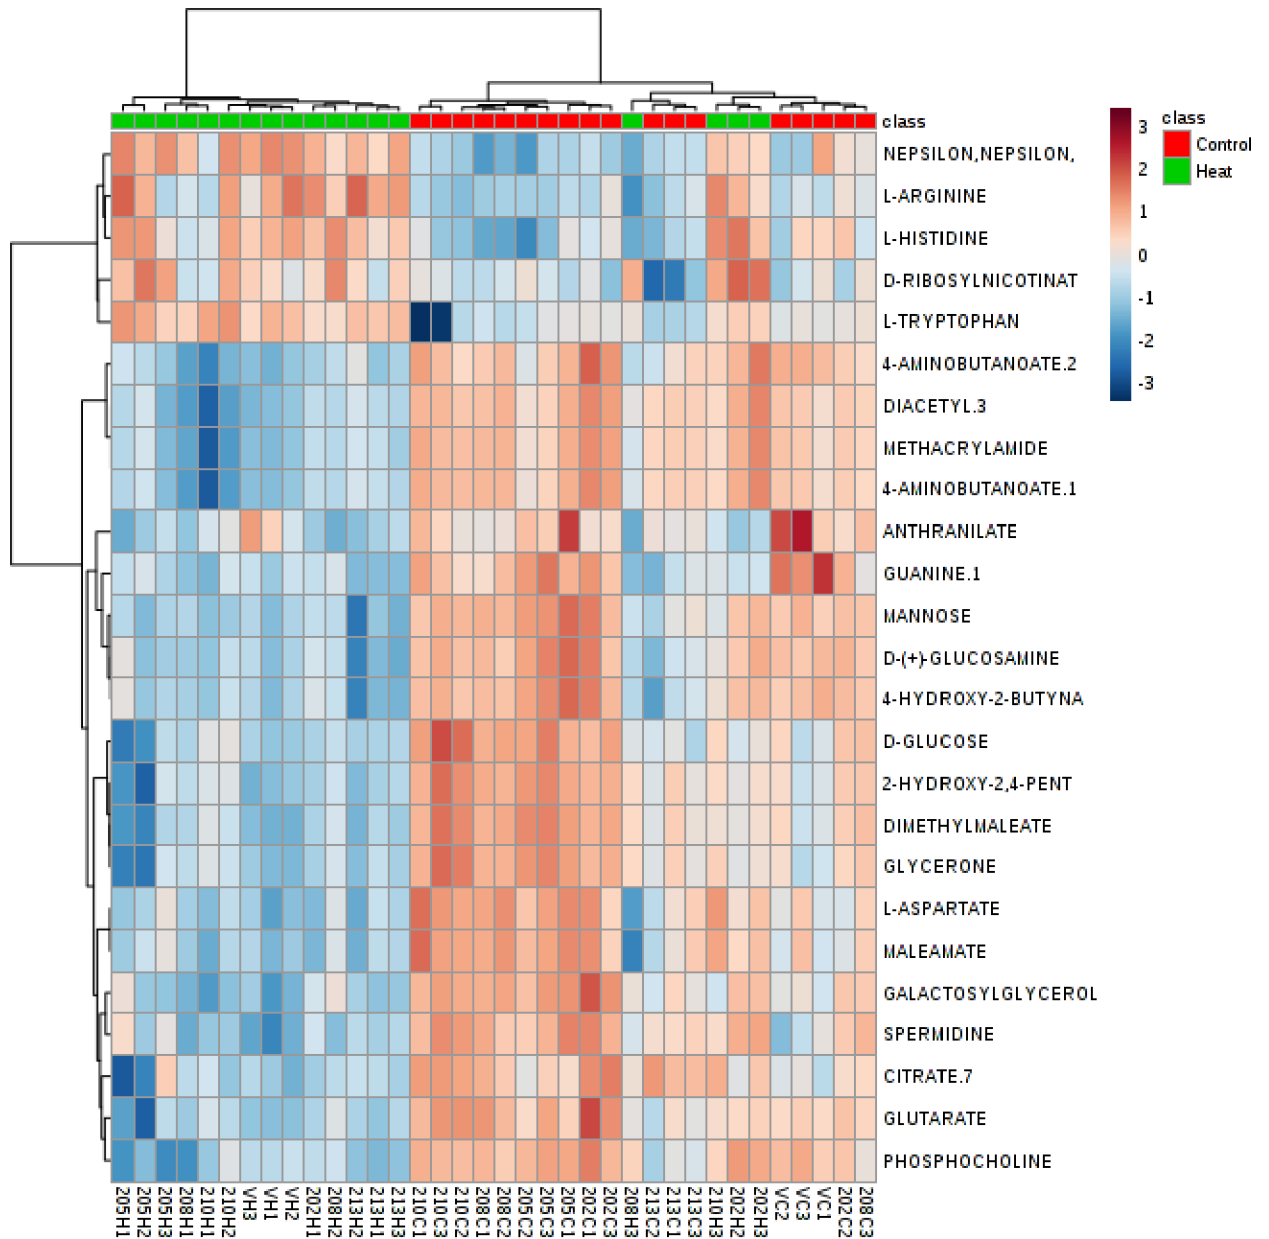 class
NEPSILON,NEPSILON,
L-ARGININE
L-HISTIDINE
D-RIBOSYLNICOTINAT
L-TRYPTOPHAN
4-AMINOBUTANOATE.2
DIACETYL.3
METHACRYLAMIDE
4-AMINOBUTANOATE.1
ANTHRANILATE
GUANINE.1
MANNOSE
D-(+)-GLUCOSAMINE
4-HYDROXY-2-BUTYNA
D-GLUCOSE
2-HYDROXY-2,4-PENT
DIMETHYLMALEATE
GLYCERONE
L-ASPARTATE
MALEAMATE
GALACTOSYLGLYCEROL
SPERMIDINE
CITRATE.7
GLUTARATE
PHOSPHOCHOLINE
205H1
205H2
205H3
208H1
210H1
210H2
VH3
VH1
VH2
202H1
208H2
213H2
213H1
213H3
210C1
210C3
210C2
208C1
208C2
205C2
205C3
205C1
202C1
202C3
208H3
213C2
213C1
213C3
210H3
202H2
202H3
VC2
VC3
VC1
202C2
208C3
3
2
1
0
-1
-2
-3
class
Control
Heat